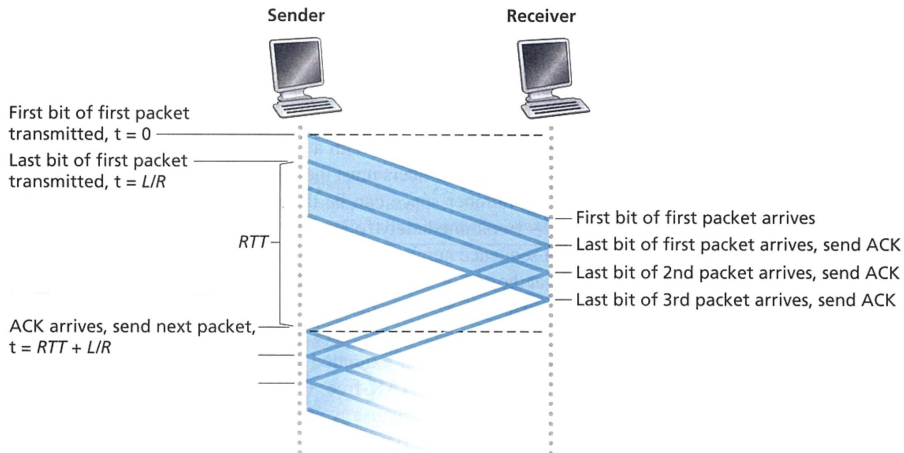 Sender
Receiver
First bit of first packet
transmitted, t = 0
Last bit of first packet
transmitted, t = L/R
RTT
First bit of first packet arrives
Last bit of first packet arrives, send ACK
Last bit of 2nd packet arrives, send ACK
Last bit of 3rd packet arrives, send ACK
ACK arrives, send next packet,
t = RTT + L/R